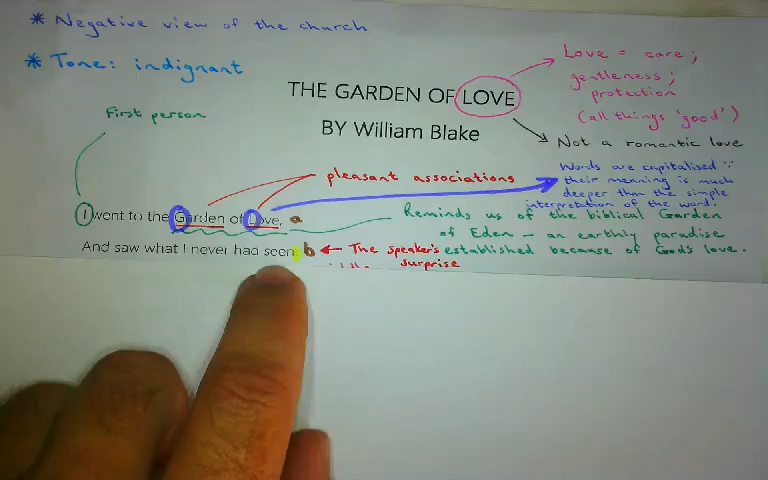 * Negative view of the church
* Tone: indignant
THE GARDEN OF LOVE
BY William Blake
Love = care;
gentleness;
protection
(all things 'good')
Not a romantic love
First person
pleasant associations
Words are capitalised ∵
their meaning is much
deeper than the simple
interpretation of the word.
I went to the Garden of Love, a
Reminds us of the biblical Garden
of Eden – an earthly paradise
established because of God's love.
And saw what I never had seen: b
The speaker's
surprise